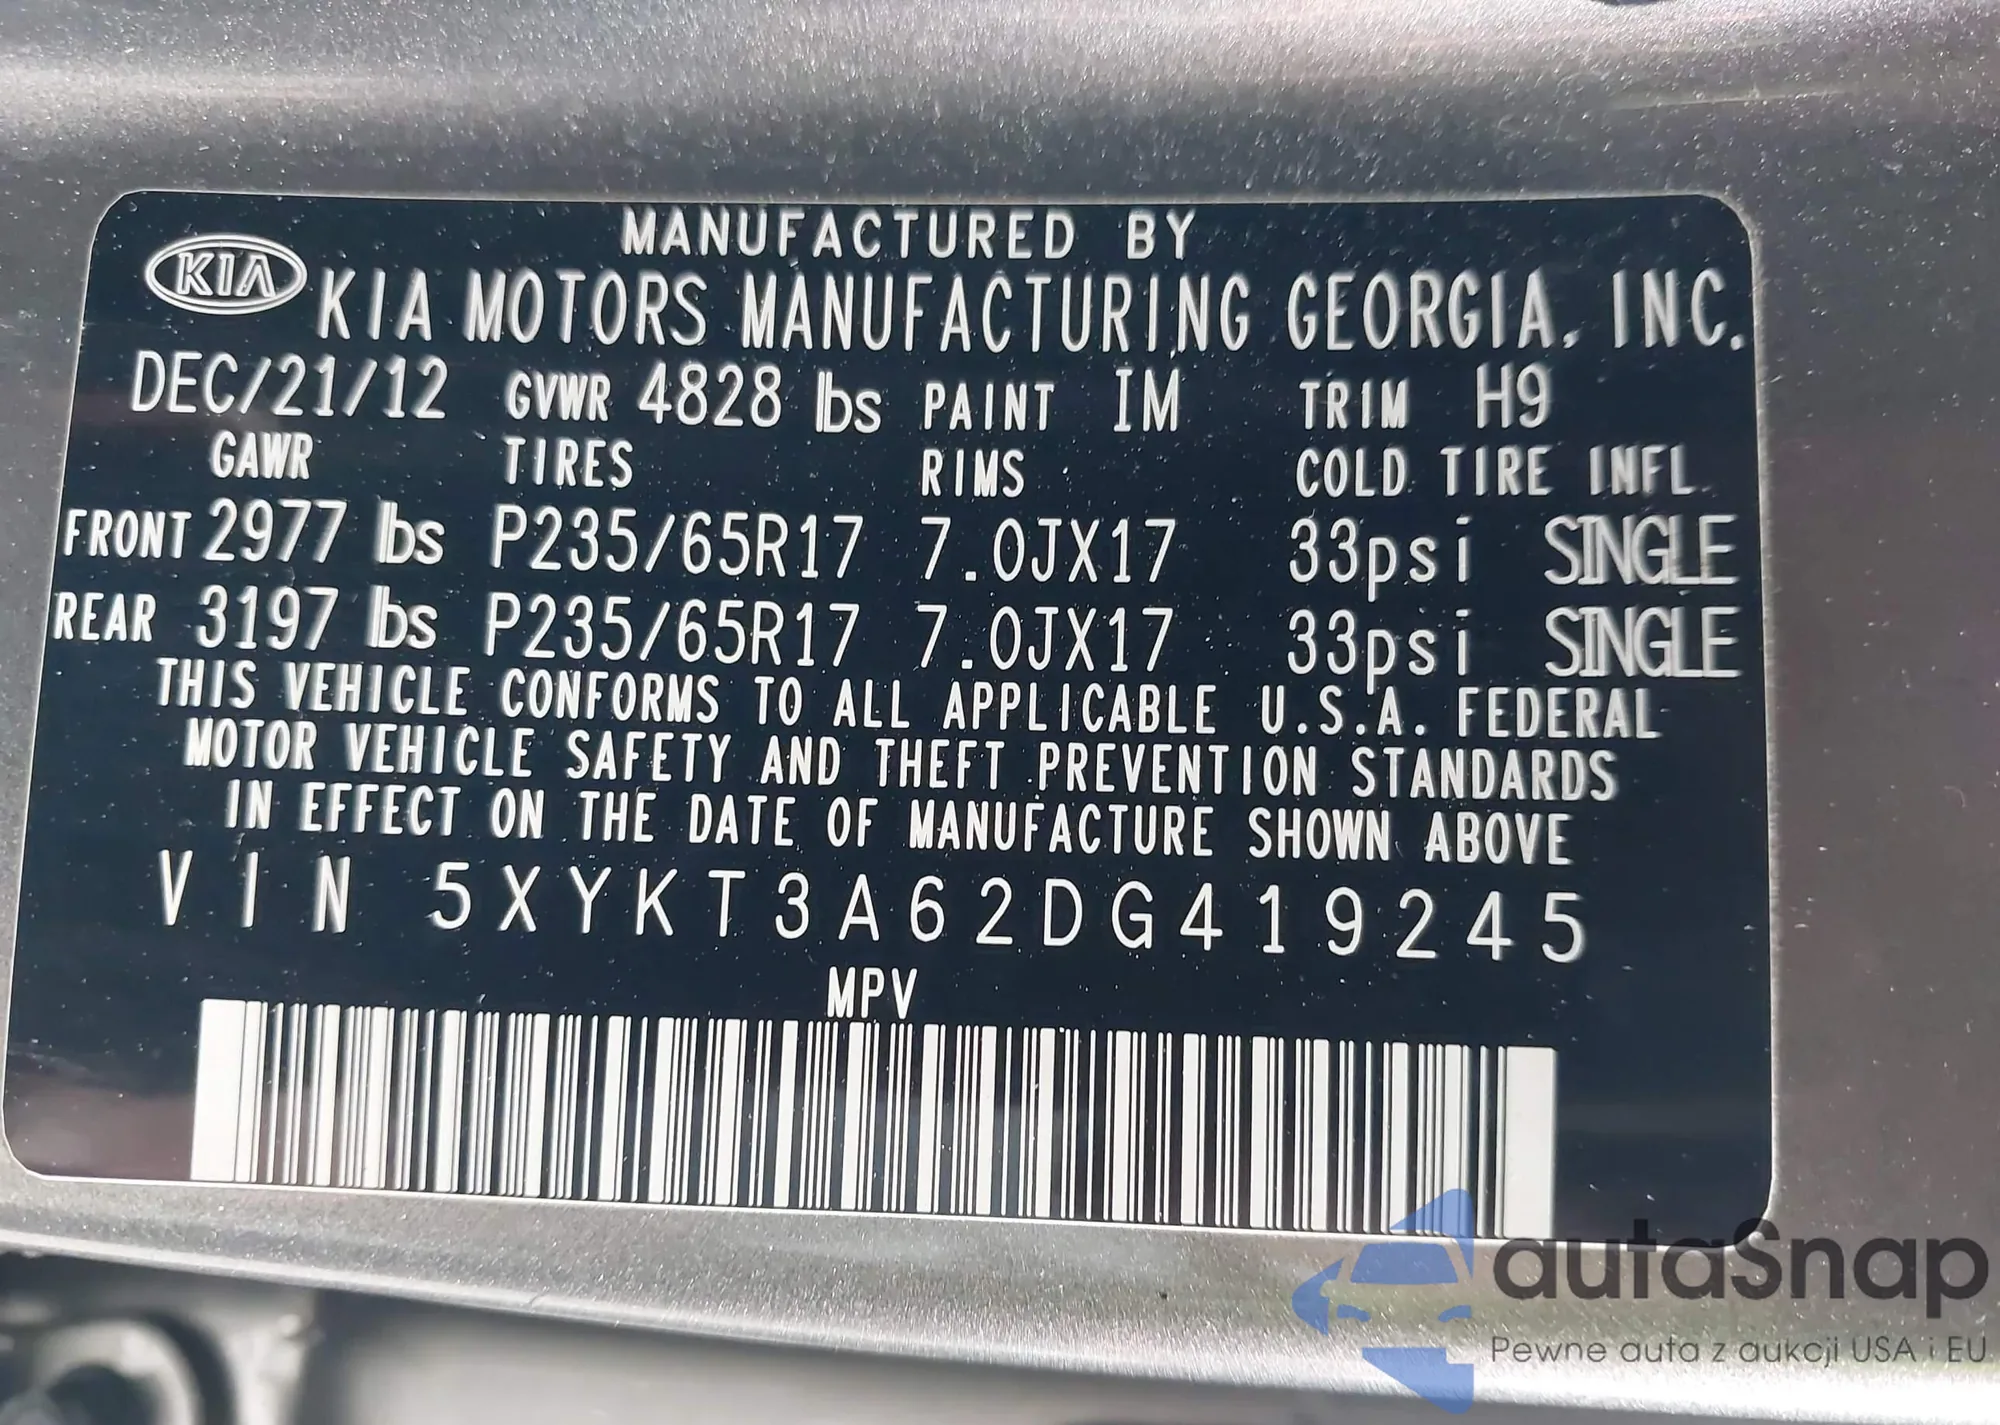 MANUFACTURED BY
KIA KIA MOTORS MANUFACTURING GEORGIA, INC.
DEC/21/12 GVWR 4828 lbs PAINT IM TRIM H9
GAWR TIRES RIMS COLD TIRE INFL
FRONT 2977 lbs P235/65R17 7.0JX17 33psi SINGLE
REAR 3197 lbs P235/65R17 7.0JX17 33psi SINGLE
THIS VEHICLE CONFORMS TO ALL APPLICABLE U.S.A. FEDERAL
MOTOR VEHICLE SAFETY AND THEFT PREVENTION STANDARDS
IN EFFECT ON THE DATE OF MANUFACTURE SHOWN ABOVE
VIN 5XYKT3A62DG419245
MPV
autaSnap
Pewne auta z aukcji USA i EU